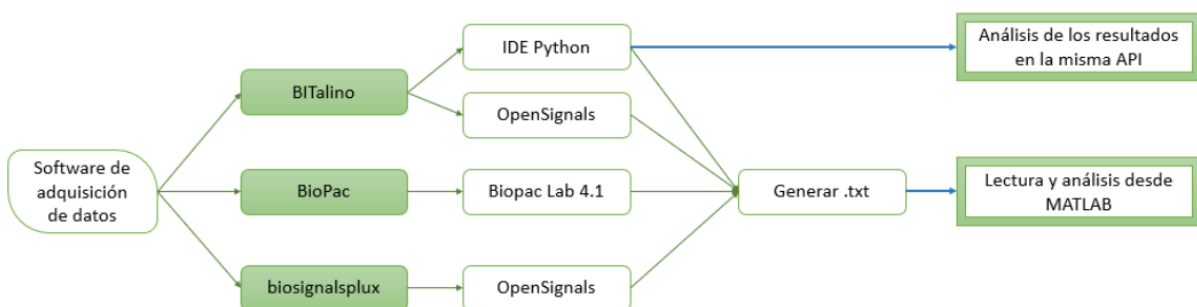 IDE Python
Análisis de los resultados
en la misma API
BITalino
OpenSignals
Software de
adquisición
de datos
BioPac
Biopac Lab 4.1
Generar .txt
Lectura y análisis desde
MATLAB
biosignalsplux
OpenSignals